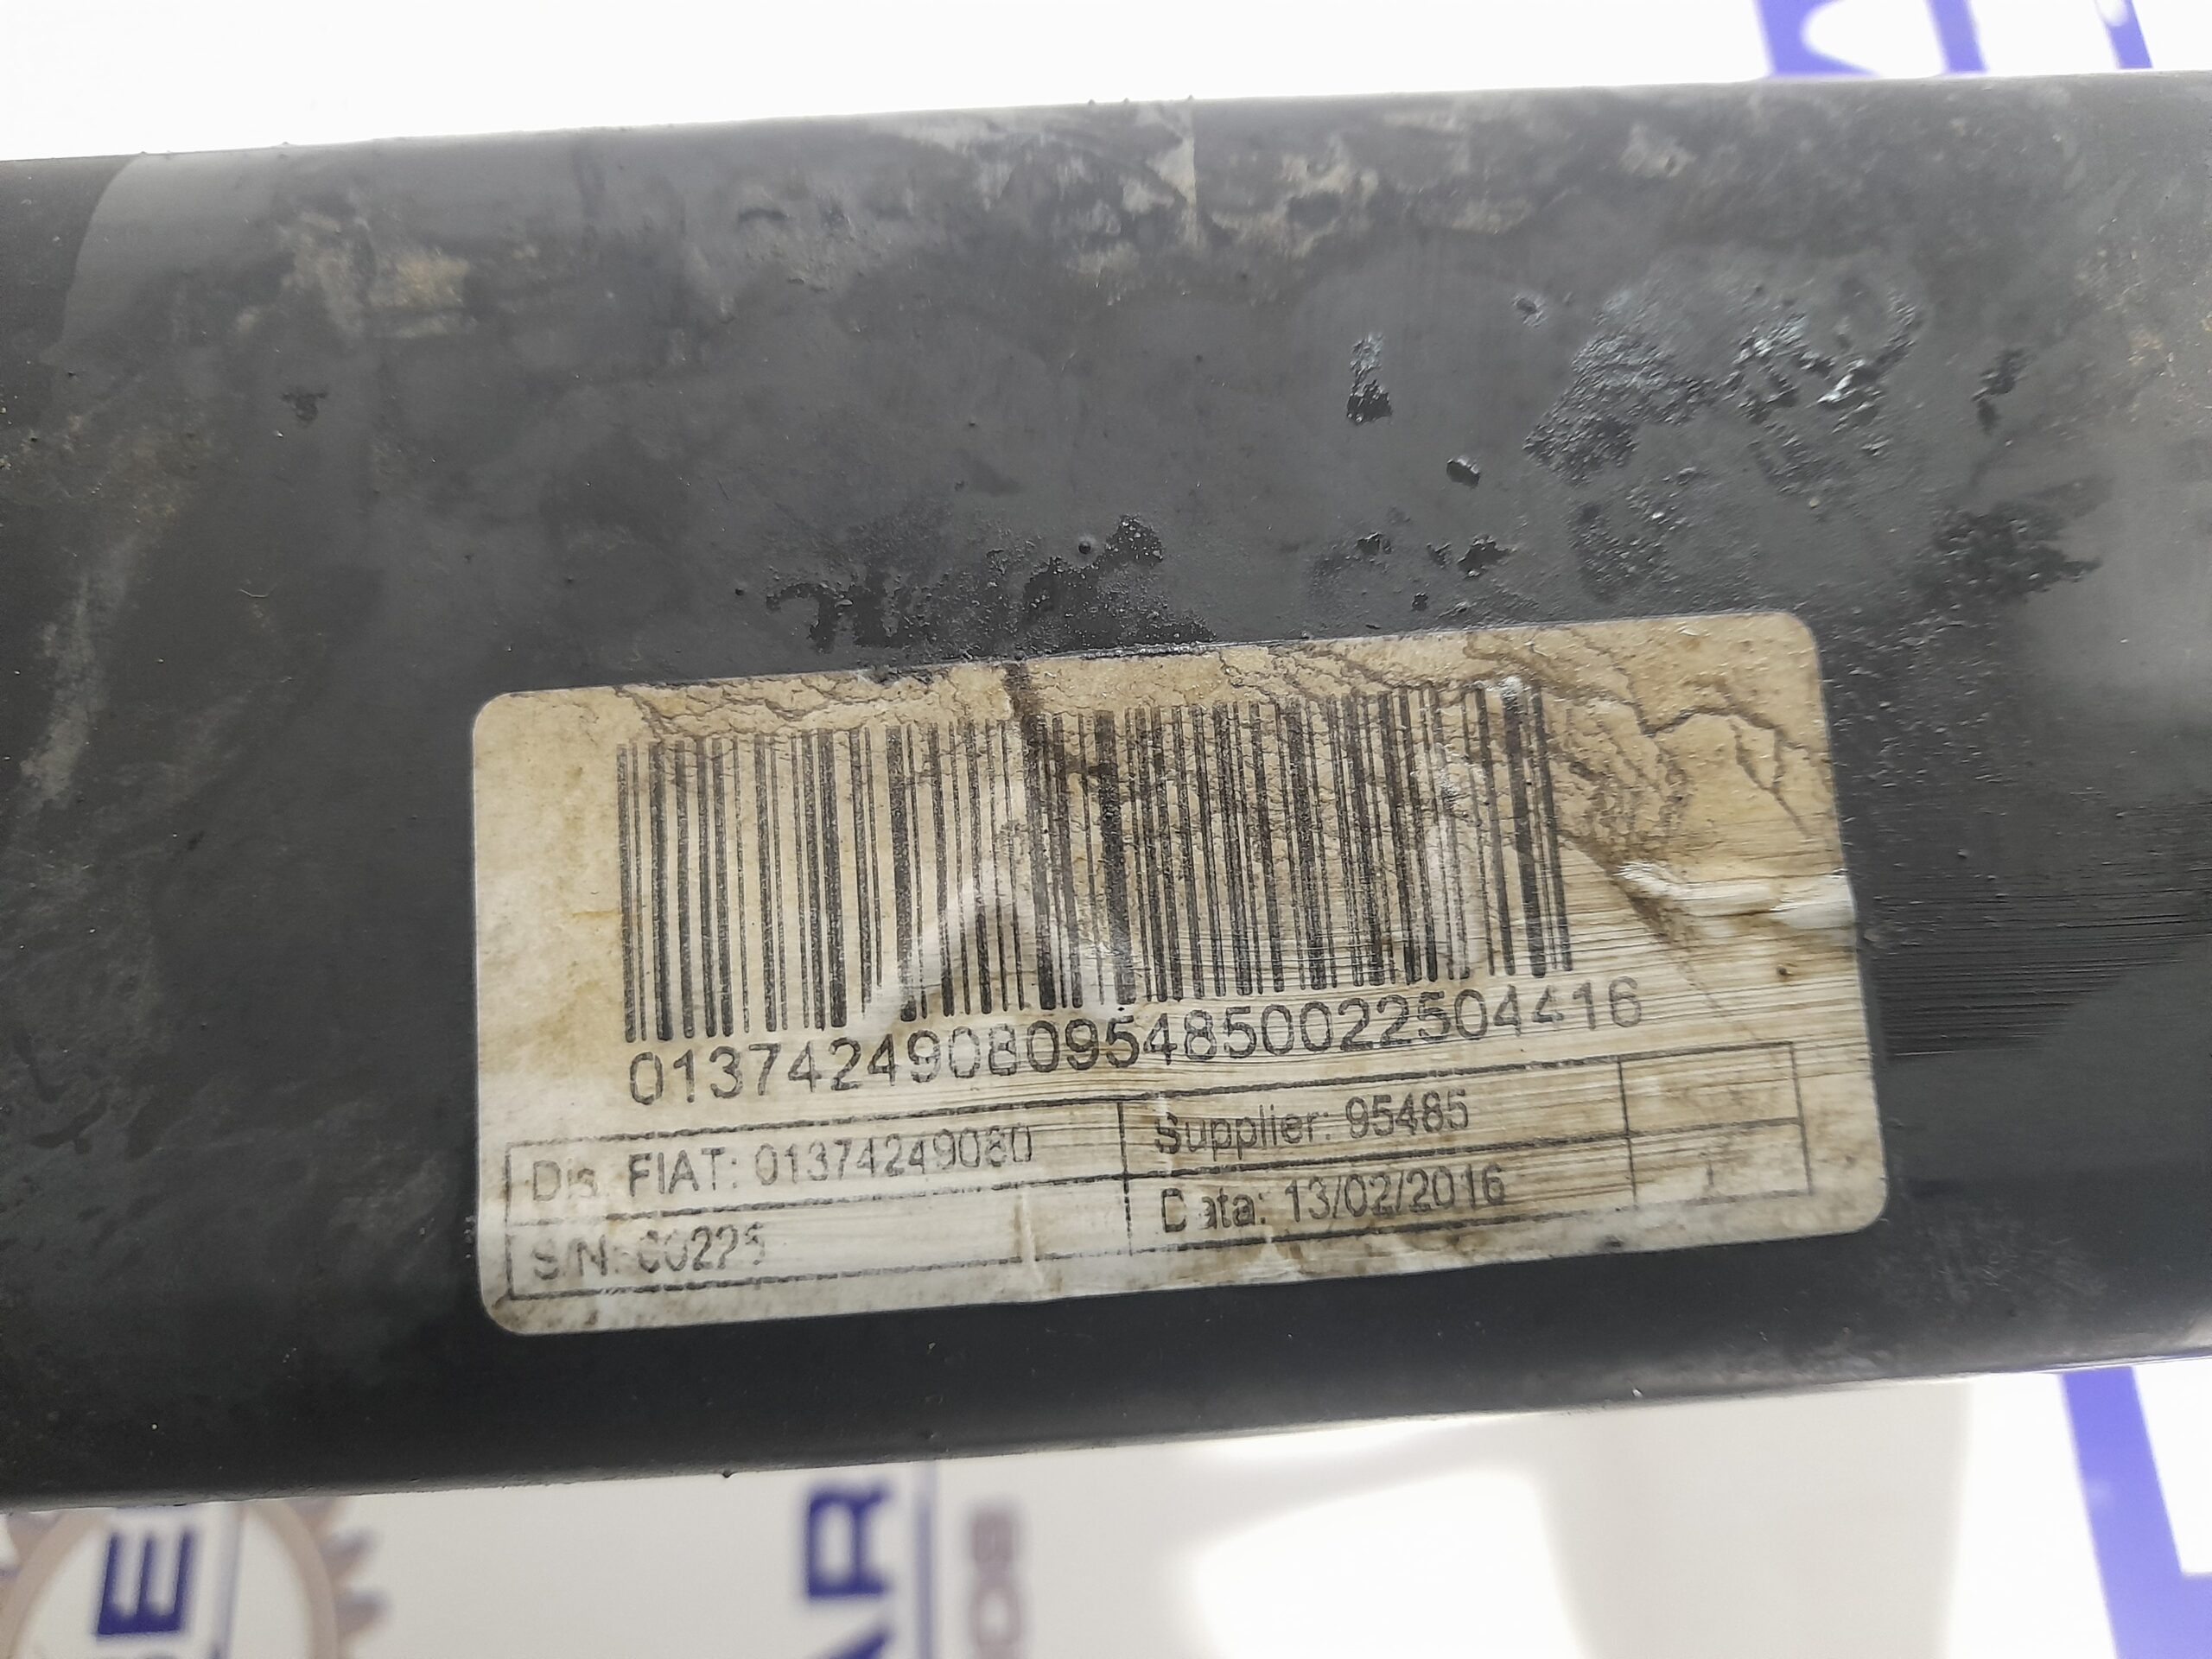 01374249080954850022504416
Dis. FIAT: 01374249080
Supplier: 95485
S/N: 00225
Data: 13/02/2016